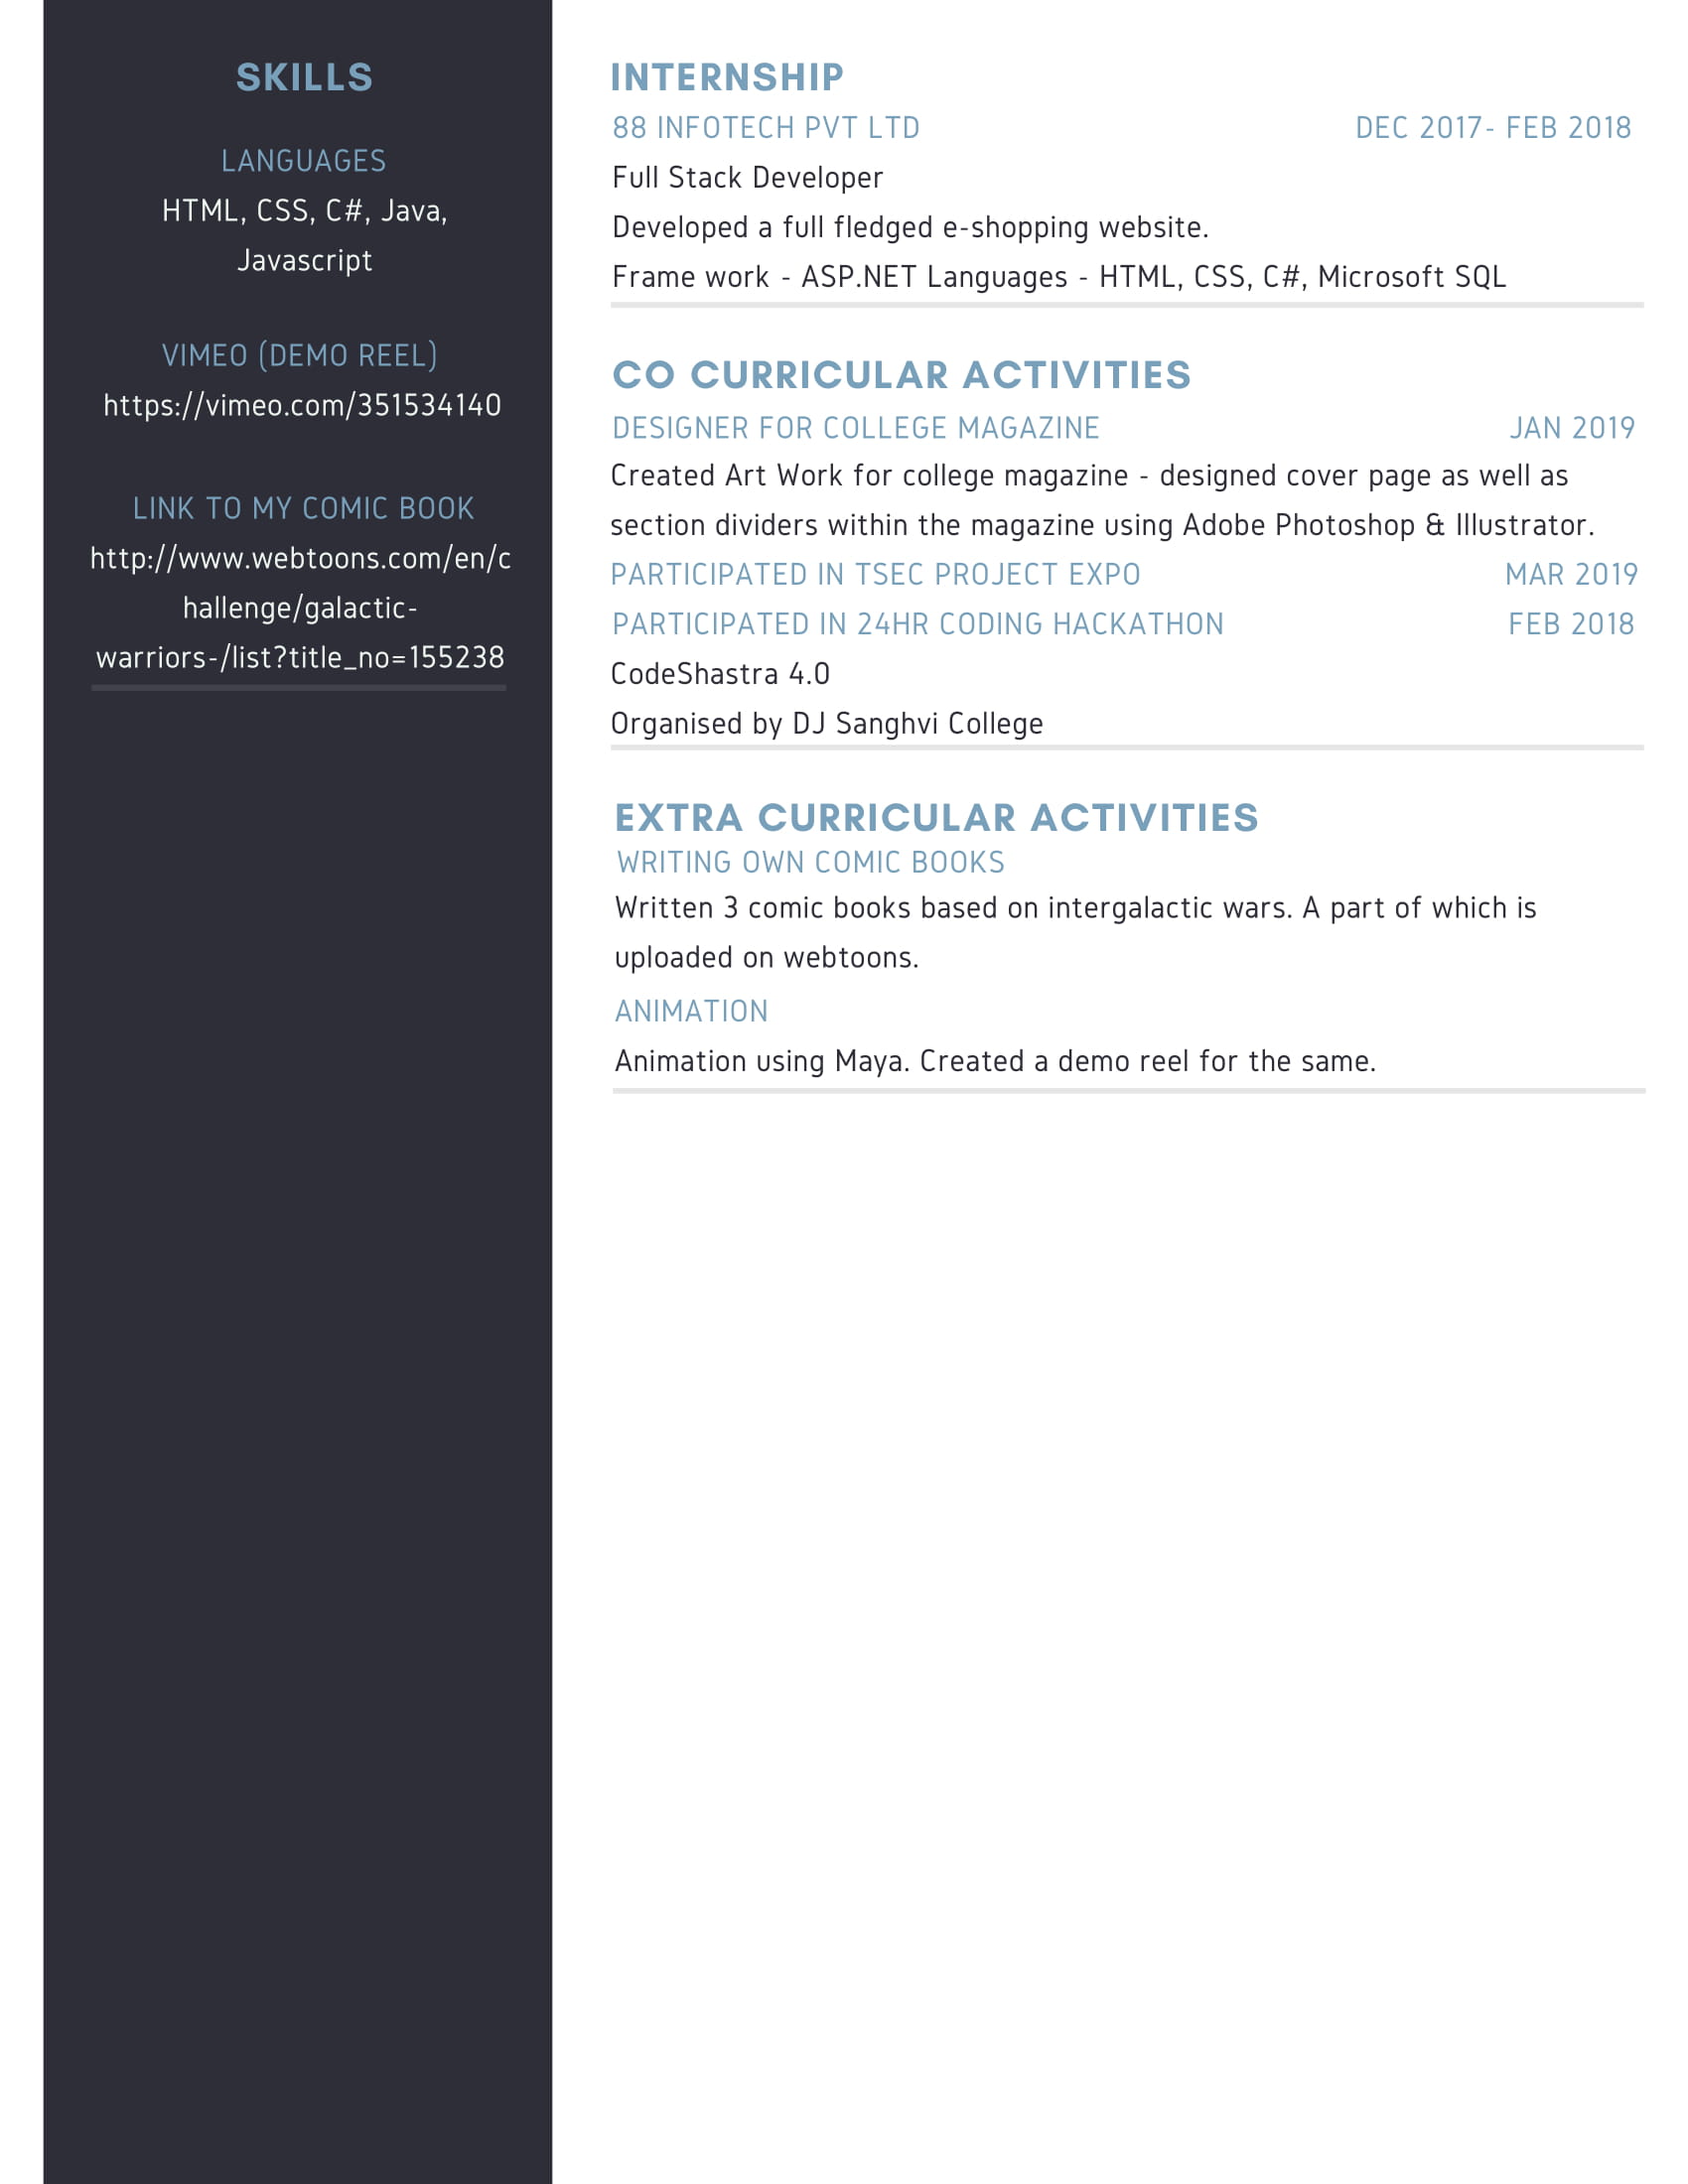 SKILLS
LANGUAGES
HTML, CSS, C#, Java,
Javascript
VIMEO (DEMO REEL)
https://vimeo.com/351534140
LINK TO MY COMIC BOOK
http://www.webtoons.com/en/c
hallenge/galactic-
warriors-/list?title_no=155238
INTERNSHIP
88 INFOTECH PVT LTD DEC 2017- FEB 2018
Full Stack Developer
Developed a full fledged e-shopping website.
Frame work - ASP.NET Languages - HTML, CSS, C#, Microsoft SQL
CO CURRICULAR ACTIVITIES
DESIGNER FOR COLLEGE MAGAZINE JAN 2019
Created Art Work for college magazine - designed cover page as well as
section dividers within the magazine using Adobe Photoshop & Illustrator.
PARTICIPATED IN TSEC PROJECT EXPO MAR 2019
PARTICIPATED IN 24HR CODING HACKATHON FEB 2018
CodeShastra 4.0
Organised by DJ Sanghvi College
EXTRA CURRICULAR ACTIVITIES
WRITING OWN COMIC BOOKS
Written 3 comic books based on intergalactic wars. A part of which is
uploaded on webtoons.
ANIMATION
Animation using Maya. Created a demo reel for the same.